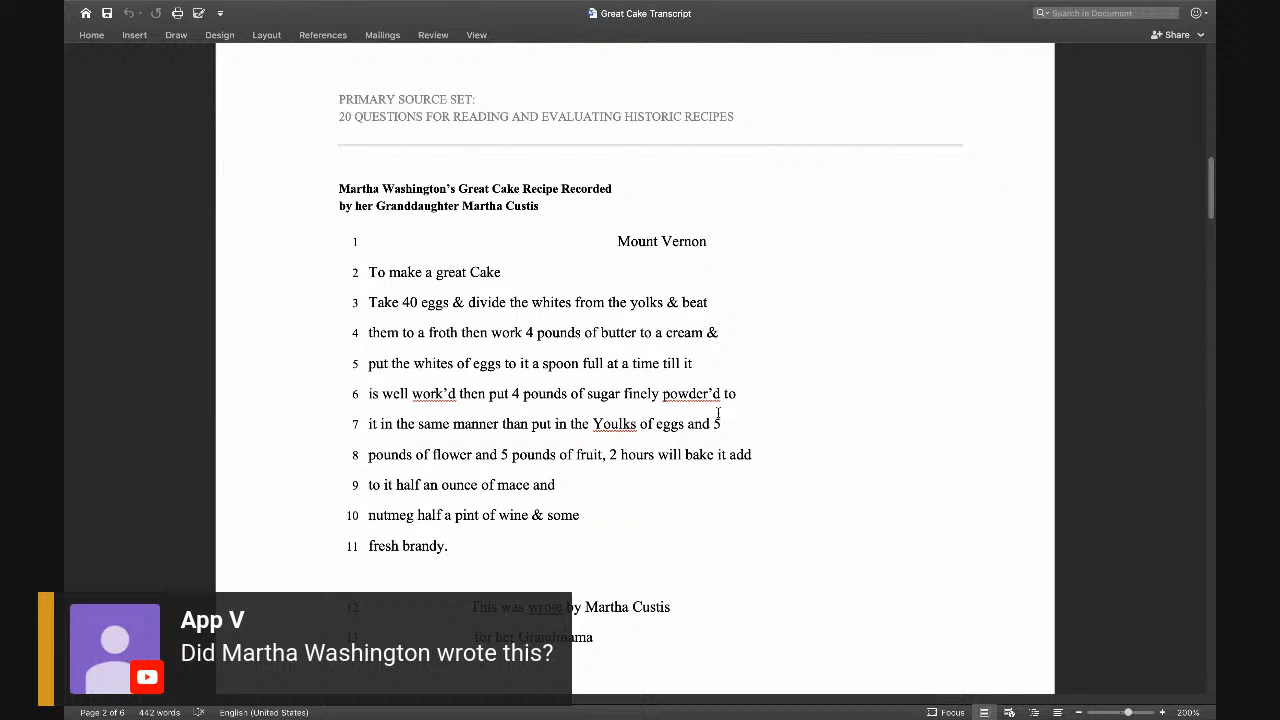 Great Cake Transcript
Search in Document
Home Insert Draw Design Layout References Mailings Review View
Share
PRIMARY SOURCE SET:
20 QUESTIONS FOR READING AND EVALUATING HISTORIC RECIPES
Martha Washington's Great Cake Recipe Recorded
by her Granddaughter Martha Custis
1 Mount Vernon
2 To make a great Cake
3 Take 40 eggs & divide the whites from the yolks & beat
4 them to a froth then work 4 pounds of butter to a cream &
5 put the whites of eggs to it a spoon full at a time till it
6 is well work'd then put 4 pounds of sugar finely powder'd to
7 it in the same manner than put in the Youlks of eggs and 5
8 pounds of flower and 5 pounds of fruit, 2 hours will bake it add
9 to it half an ounce of mace and
10 nutmeg half a pint of wine & some
11 fresh brandy.
12 This was wrote by Martha Custis
13 for her Grandmama
App V
Did Martha Washington wrote this?
Page 2 of 6 442 words English (United States) Focus 200%